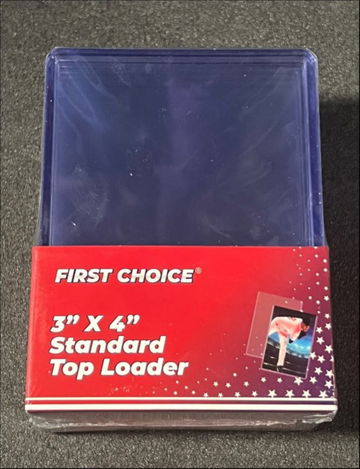 FIRST CHOICE®
3” X 4”
Standard
Top Loader